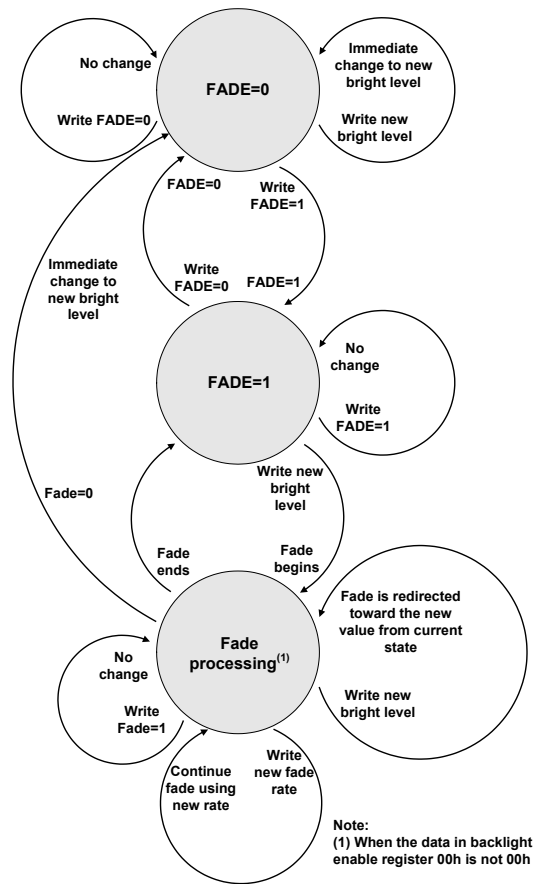 No change
Write FADE=0
FADE=0
Immediate
change to new
bright level
Write new
bright level
FADE=0
Write
FADE=1
Immediate
change to
new bright
level
Write
FADE=0
FADE=1
FADE=1
No
change
Write
FADE=1
Write new
bright
level
Fade=0
Fade
ends
Fade
begins
Fade
processing(1)
Fade is redirected
toward the new
value from current
state
Write new
bright level
No
change
Write
Fade=1
Continue
fade using
new rate
Write
new fade
rate
Note:
(1) When the data in backlight
enable register 00h is not 00h